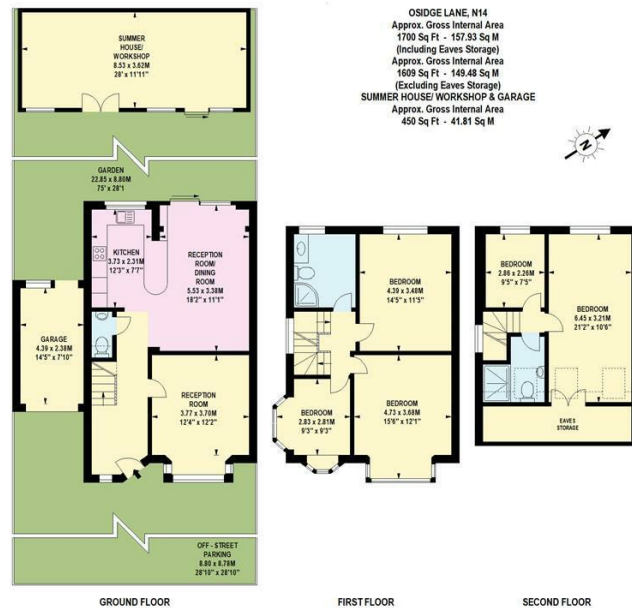 OSIDGE LANE, N14
Approx. Gross Internal Area
1700 Sq Ft - 157.93 Sq M
(Including Eaves Storage)
Approx. Gross Internal Area
1609 Sq Ft - 149.48 Sq M
(Excluding Eaves Storage)
SUMMER HOUSE/ WORKSHOP & GARAGE
Approx. Gross Internal Area
450 Sq Ft - 41.81 Sq M
N
SUMMER
HOUSE/
WORKSHOP
8.53 x 3.62M
28' x 11'11"
GARDEN
22.85 x 8.80M
75' x 28'1
KITCHEN
3.73 x 2.31M
12'3" x 7'7"
RECEPTION
ROOM/
DINING
ROOM
5.53 x 3.38M
18'2" x 11'1"
GARAGE
4.39 x 2.38M
14'5" x 7'10"
RECEPTION
ROOM
3.77 x 3.70M
12'4" x 12'2"
OFF - STREET
PARKING
8.80 x 8.78M
28'10" x 28'10"
GROUND FLOOR
BEDROOM
4.39 x 3.48M
14'5" x 11'5"
BEDROOM
2.83 x 2.81M
9'3" x 9'3"
BEDROOM
4.73 x 3.68M
15'6" x 12'1"
FIRST FLOOR
BEDROOM
2.86 x 2.26M
9'5" x 7'5"
BEDROOM
6.45 x 3.21M
21'2" x 10'6"
EAVES
STORAGE
SECOND FLOOR